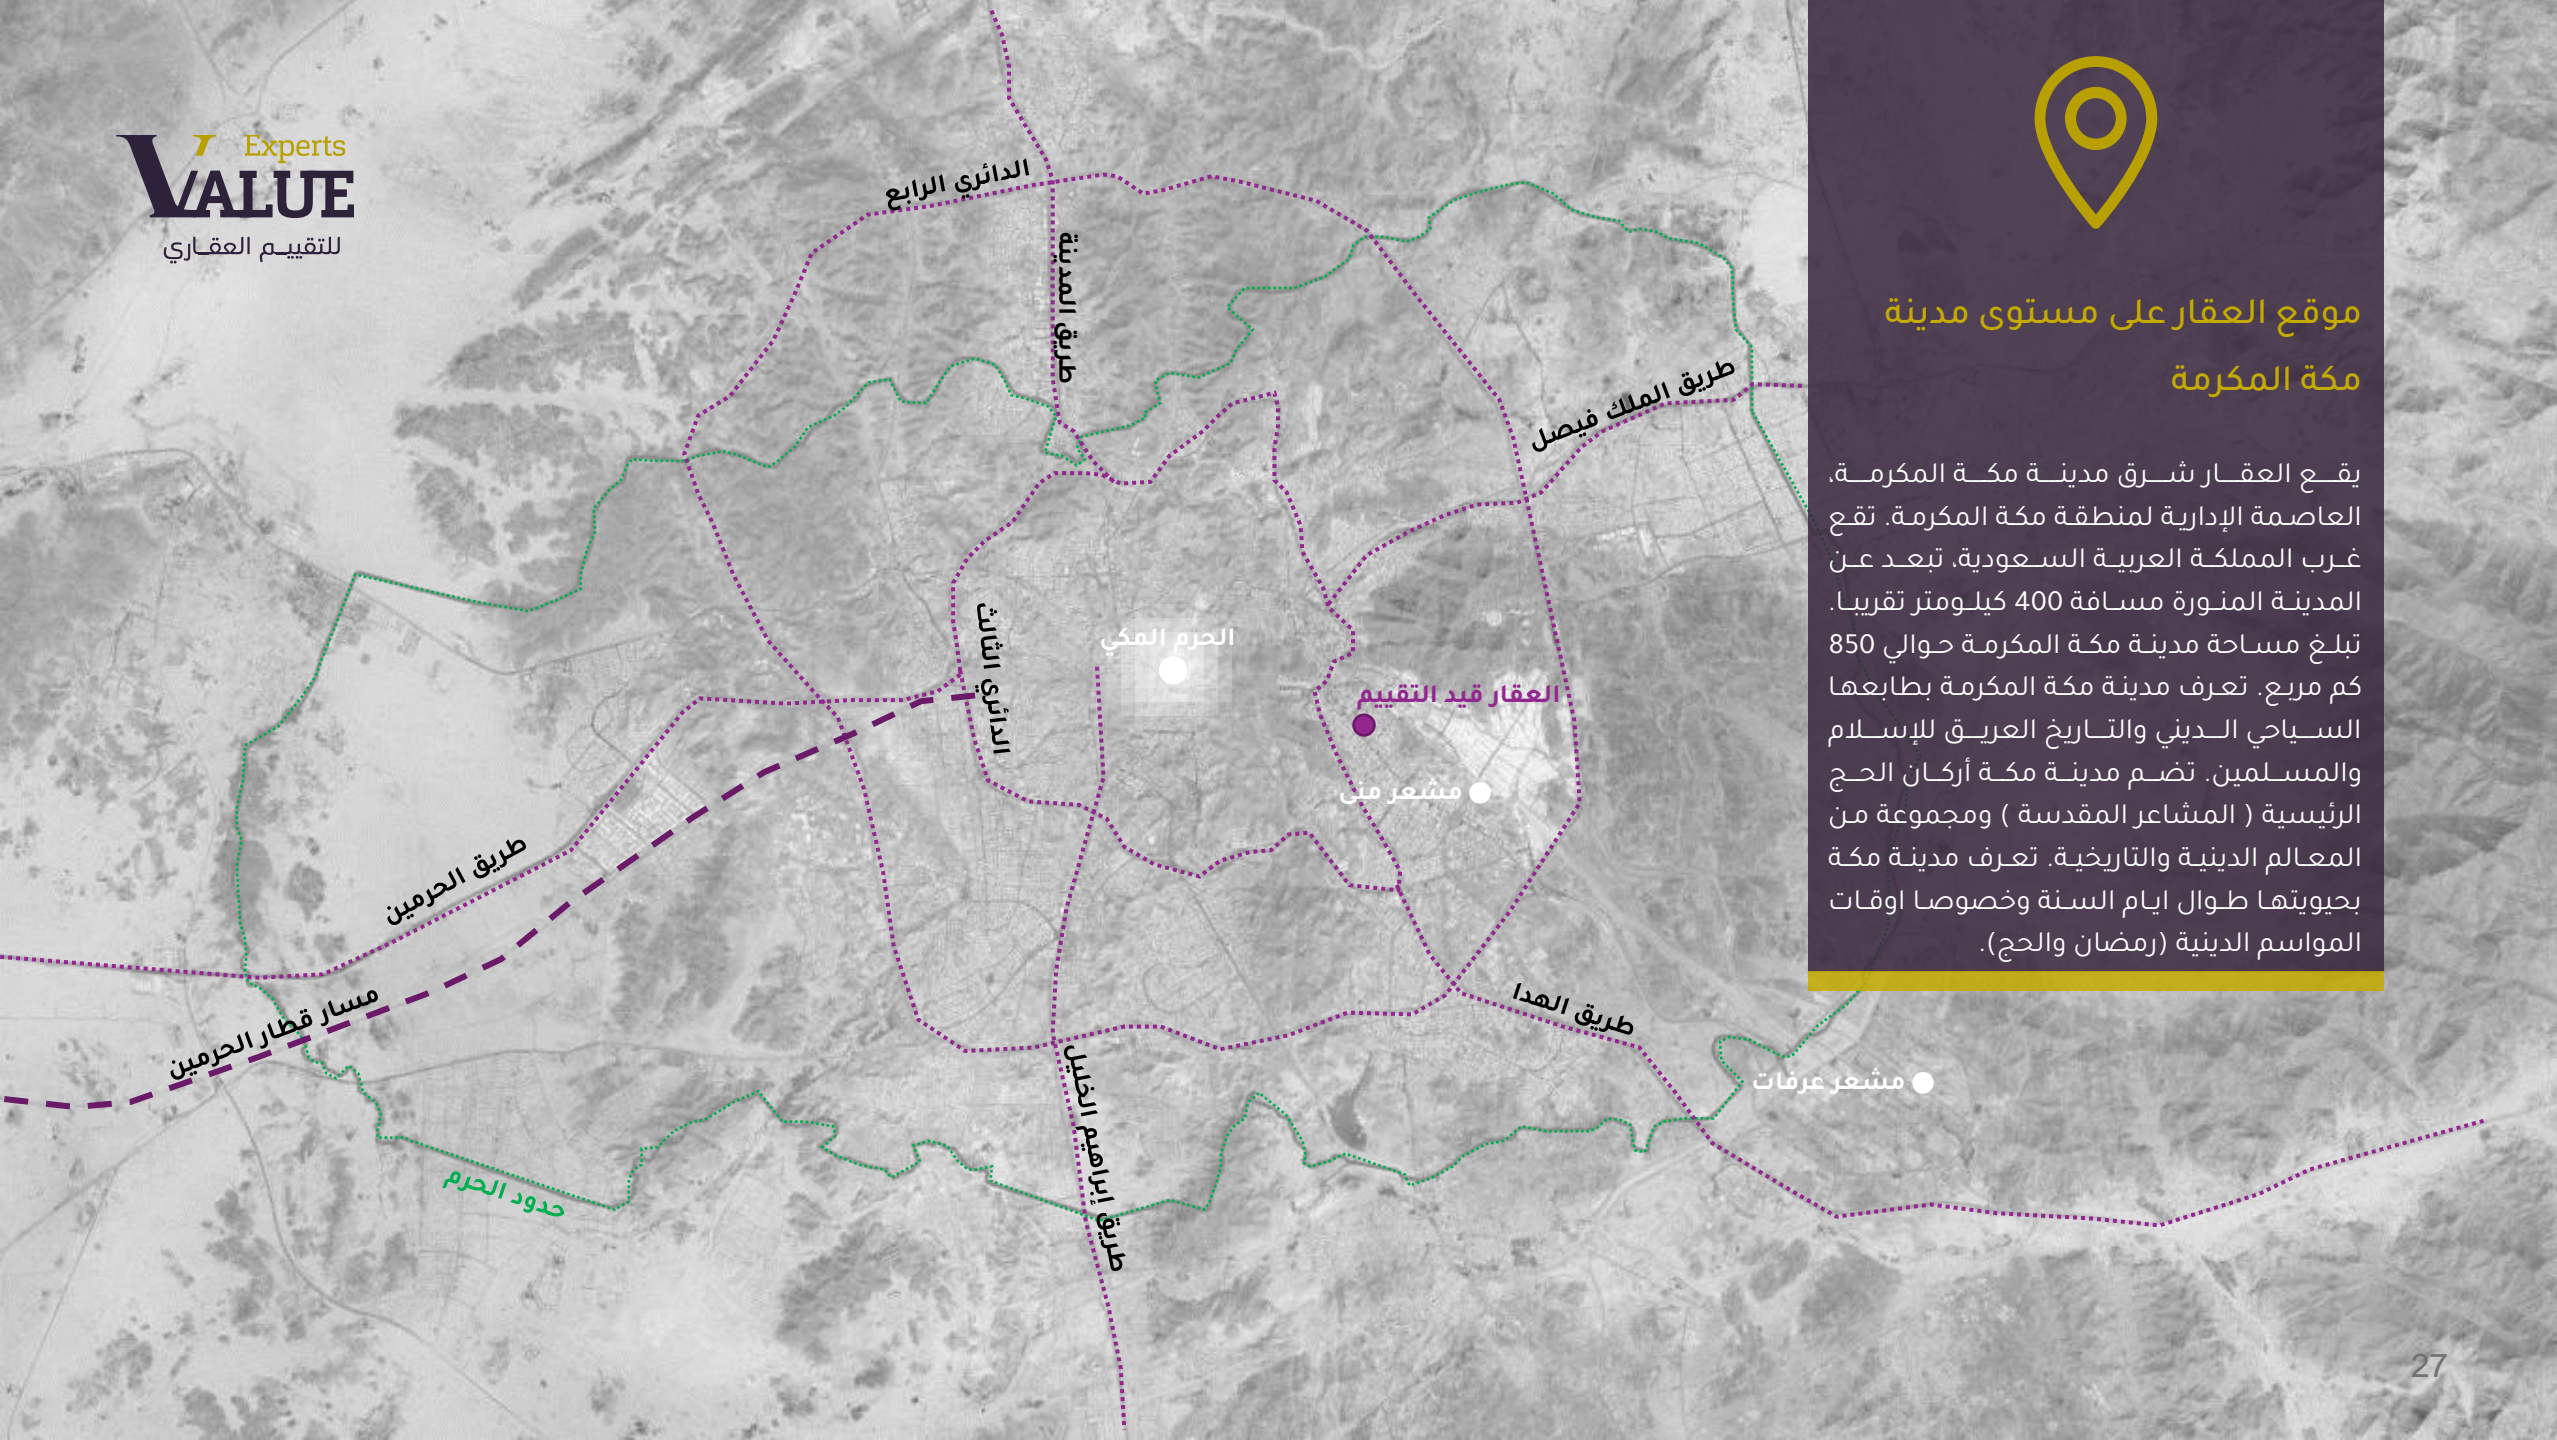 Experts
VALUE
للتقييم العقاري
موقع العقار على مستوى مدينة
مكة المكرمة
يقع العقار شرق مدينة مكة المكرمة،
العاصمة الإدارية لمنطقة مكة المكرمة. تقع
غرب المملكة العربية السعودية، تبعد عن
المدينة المنورة مسافة 400 كيلومتر تقريبا.
تبلغ مساحة مدينة مكة المكرمة حوالي 850
كم مربع. تعرف مدينة مكة المكرمة بطابعها
السياحي الديني والتاريخ العريق للإسلام
والمسلمين. تضم مدينة مكة أركان الحج
الرئيسية ( المشاعر المقدسة ) ومجموعة من
المعالم الدينية والتاريخية. تعرف مدينة مكة
بحيويتها طوال ايام السنة وخصوصا اوقات
المواسم الدينية (رمضان والحج).
الدائري الرابع
طريق المدينة
طريق الملك فيصل
الدائري الثالث
الحرم المكي
العقار قيد التقييم
مشعر منى
طريق الحرمين
مسار قطار الحرمين
طريق الهدا
مشعر عرفات
طريق إبراهيم الخليل
حدود الحرم
27